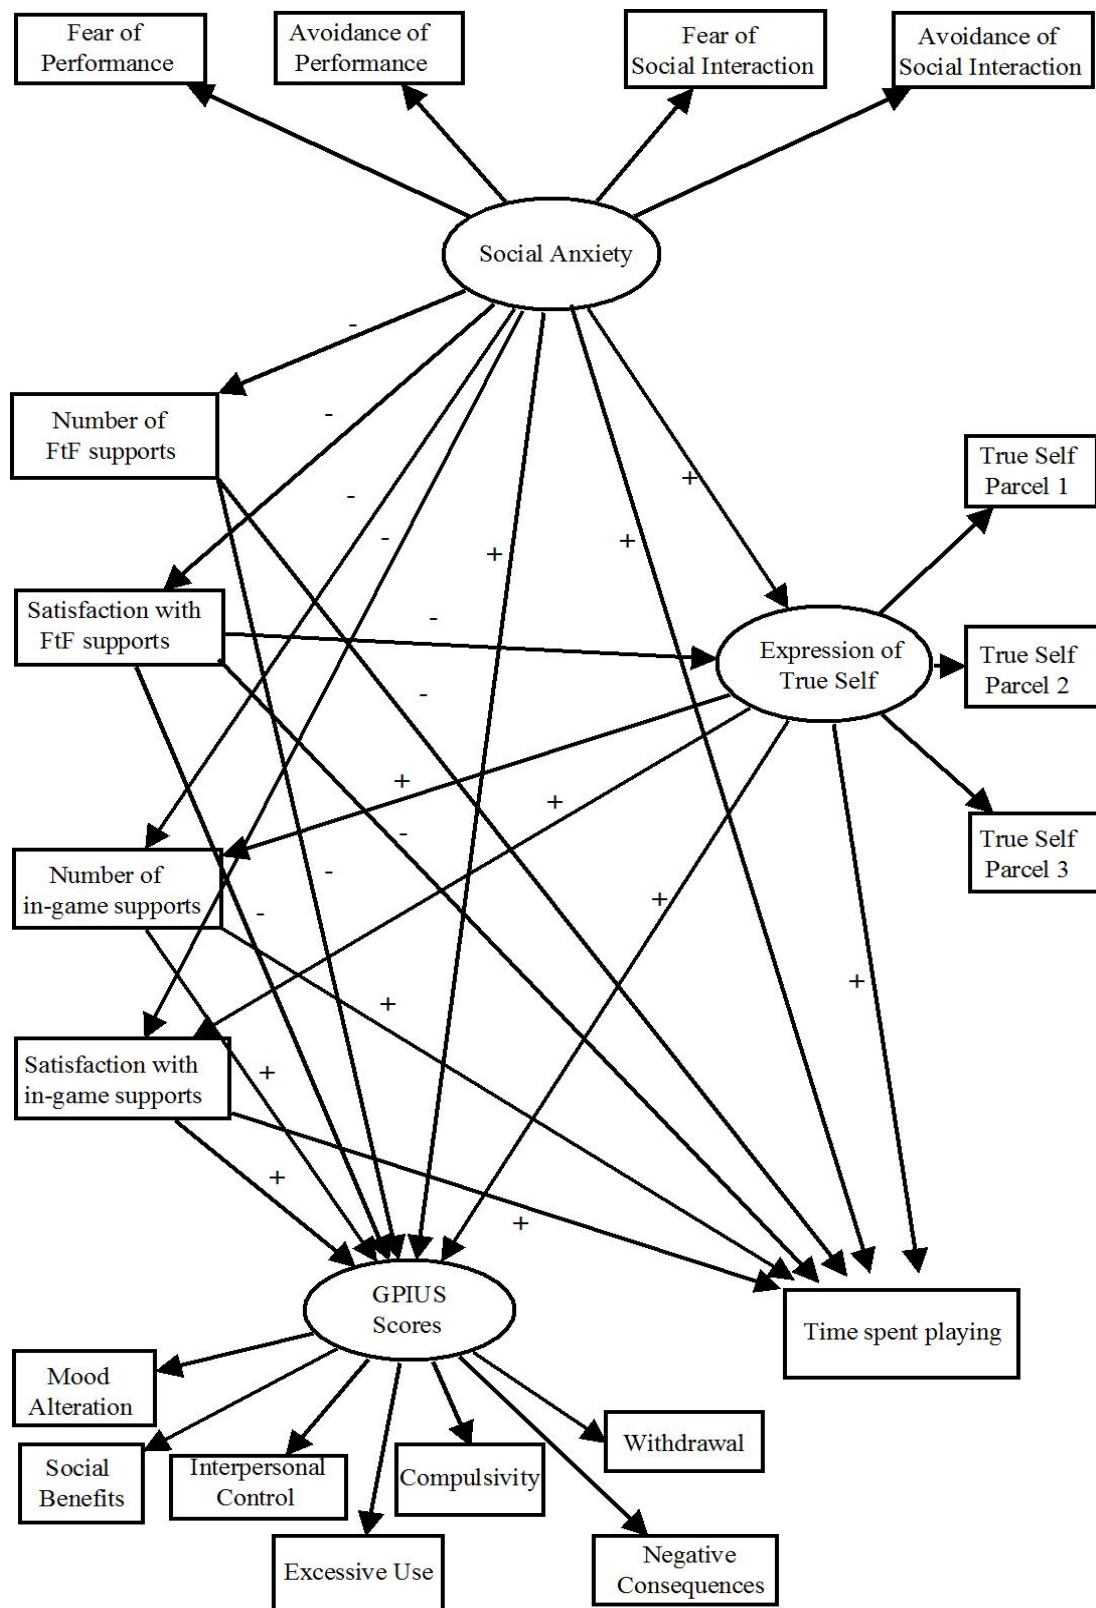 Fear of
Performance
Avoidance of
Performance
Fear of
Social Interaction
Avoidance of
Social Interaction
Social Anxiety
-
-
-
-
+
+
+
Number of
FtF supports
True Self
Parcel 1
Satisfaction with
FtF supports
-
-
Expression of
True Self
True Self
Parcel 2
+
+
-
True Self
Parcel 3
Number of
in-game supports
-
-
+
+
+
Satisfaction with
in-game supports
+
+
+
GPIUS
Scores
Time spent playing
Mood
Alteration
Social
Benefits
Interpersonal
Control
Compulsivity
Withdrawal
Excessive Use
Negative
Consequences